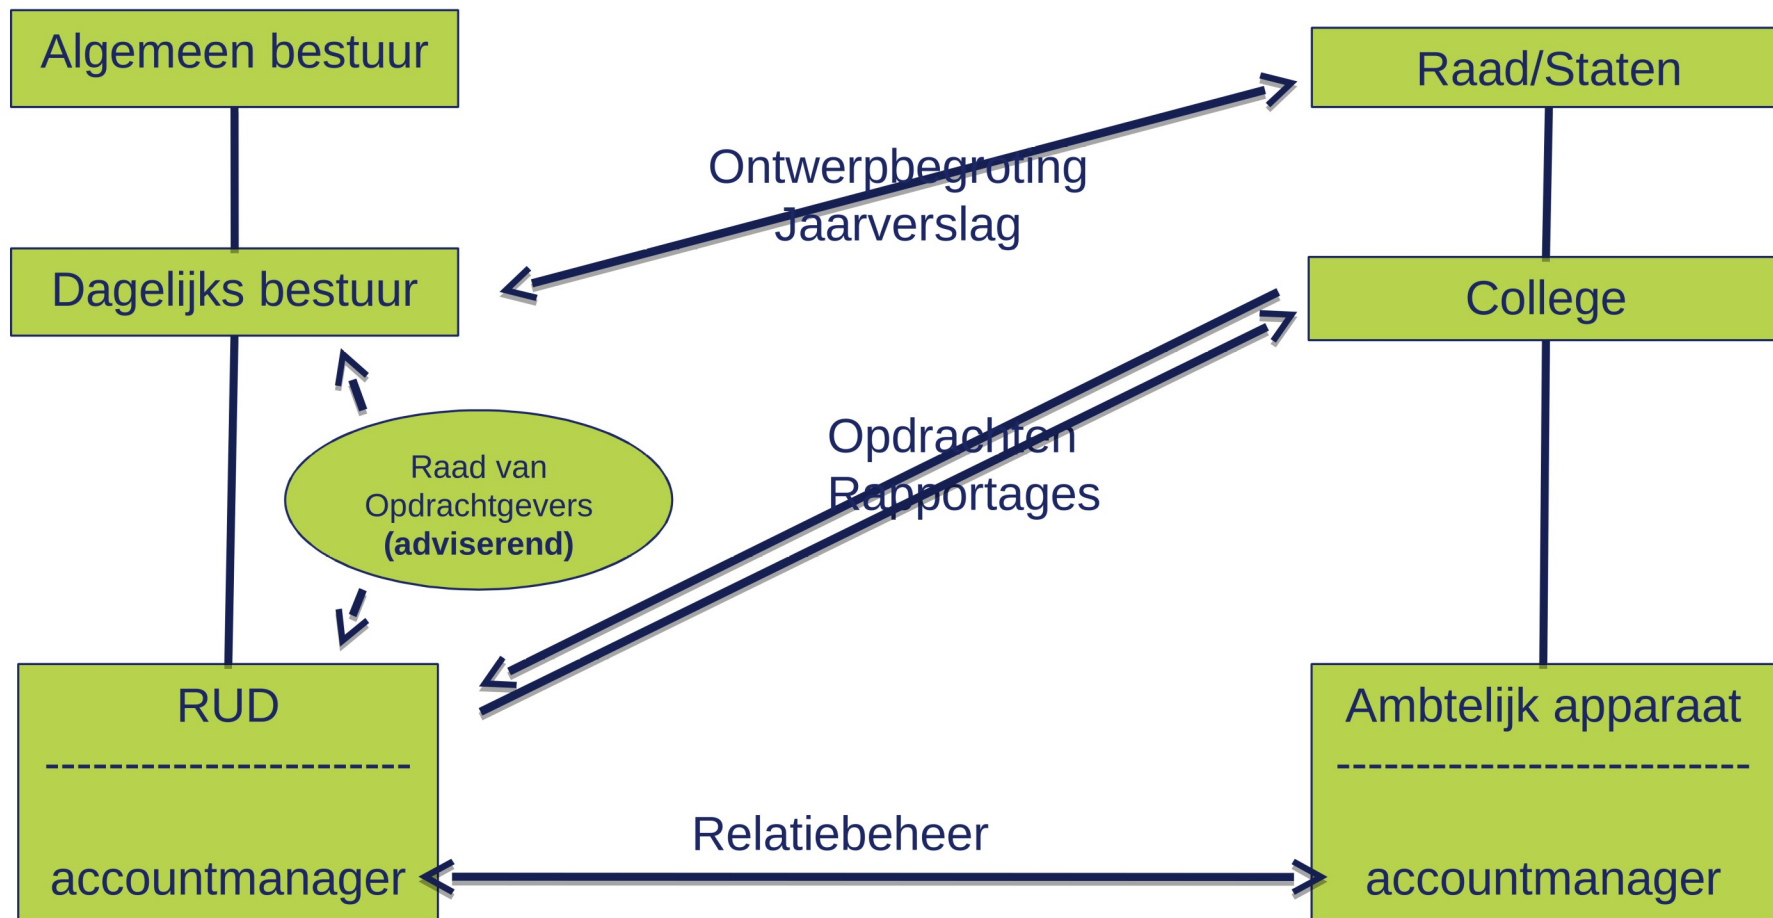 Algemeen bestuur
Raad/Staten
Ontwerpbegroting
Jaarverslag
Dagelijks bestuur
College
Opdrachten
Rapportages
Raad van
Opdrachtgevers
(adviserend)
RUD
-----------------------
accountmanager
Ambtelijk apparaat
--------------------------
accountmanager
Relatiebeheer